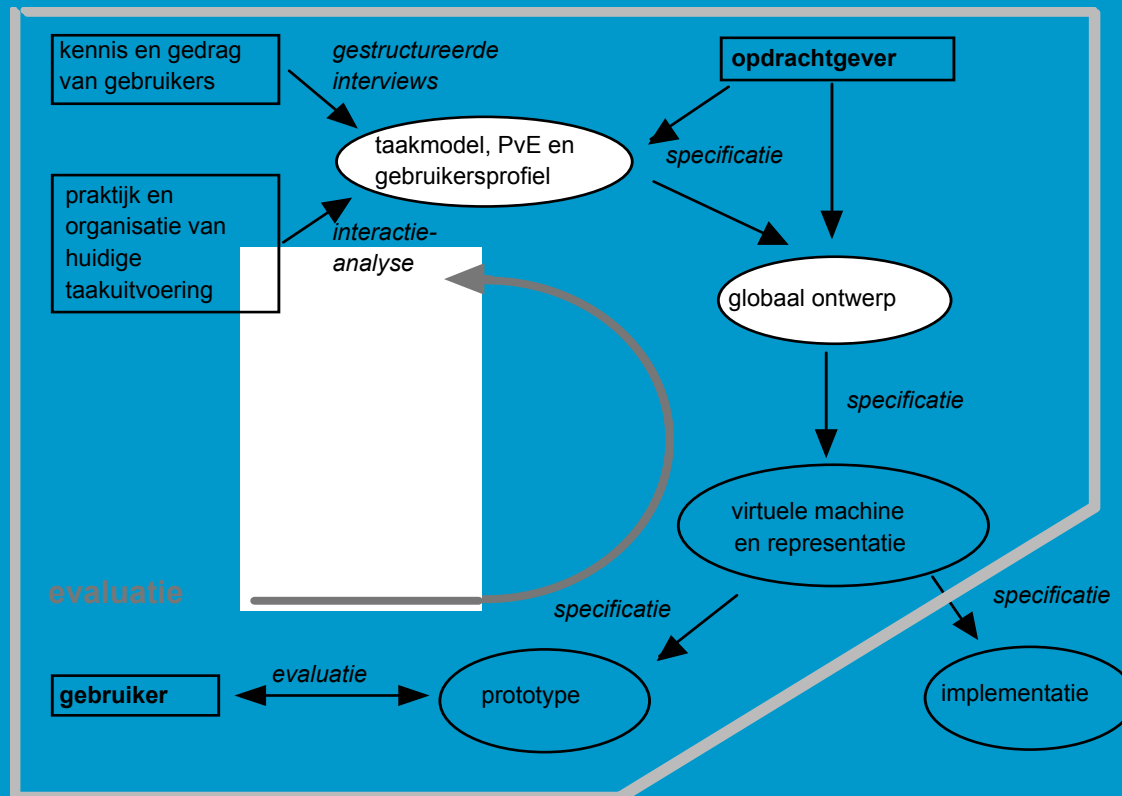 kennis en gedrag
van gebruikers
gestructureerde
interviews
opdrachtgever
taakmodel, PvE en
gebruikersprofiel
specificatie
praktijk en
organisatie van
huidige
taakuitvoering
interactie-
analyse
globaal ontwerp
specificatie
virtuele machine
en representatie
evaluatie
specificatie
specificatie
gebruiker
evaluatie
prototype
implementatie